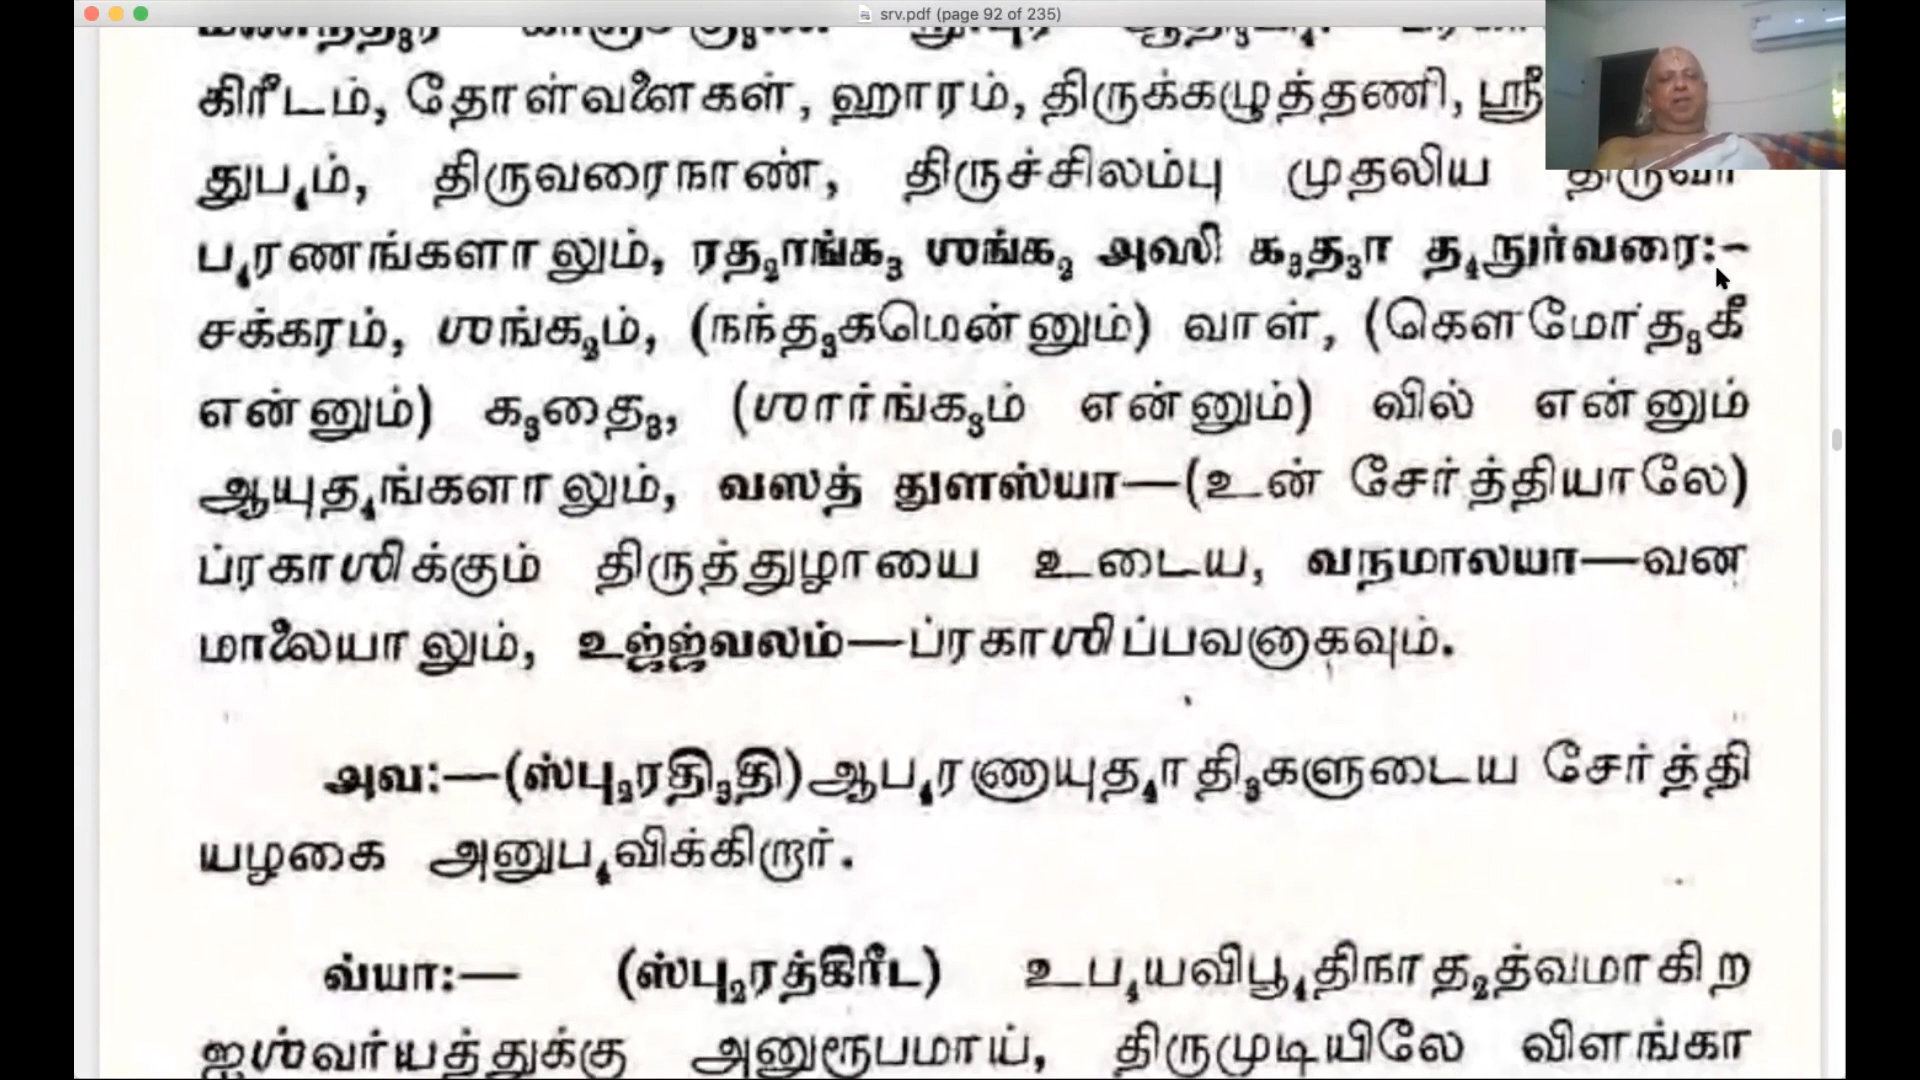 srv.pdf (page 92 of 235)
கிரீடம், தோள்வளைகள், ஹாரம், திருக்கழுத்தணி, ஸ்ரீ
துப₄ம், திருவரைநாண், திருச்சிலம்பு முதலிய திருவா
ப₄ரணங்களாலும், ரத₂ாங்க₃ ஶங்க₂ அஸி க₃த₃ா த₄நுர்வரை:–
சக்கரம், ஶங்க₂ம், (நந்த₃கமென்னும்) வாள், (கௌமோத₃கீ
என்னும்) க₃தை₃, (ஶார்ங்க₃ம் என்னும்) வில் என்னும்
ஆயுத₄ங்களாலும், வஸத் துளஸ்யா—(உன் சேர்த்தியாலே)
ப்ரகாஶிக்கும் திருத்துழாயை உடைய, வநமாலயா—வன
மாலையாலும், உஜ்ஜ்வலம்—ப்ரகாஶிப்பவனாகவும்.
அவ:—(ஸ்பு₂ரதி₃தி)ஆப₄ரணாயுத₄ாதி₃களுடைய சேர்த்தி
யழகை அனுப₄விக்கிறார்.
வ்யா:— (ஸ்பு₂ரத்கிரீட) உப₄யவிபூ₄திநாத₂த்வமாகிற
ஐஶ்வர்யத்துக்கு அனுரூபமாய், திருமுடியிலே விளங்கா